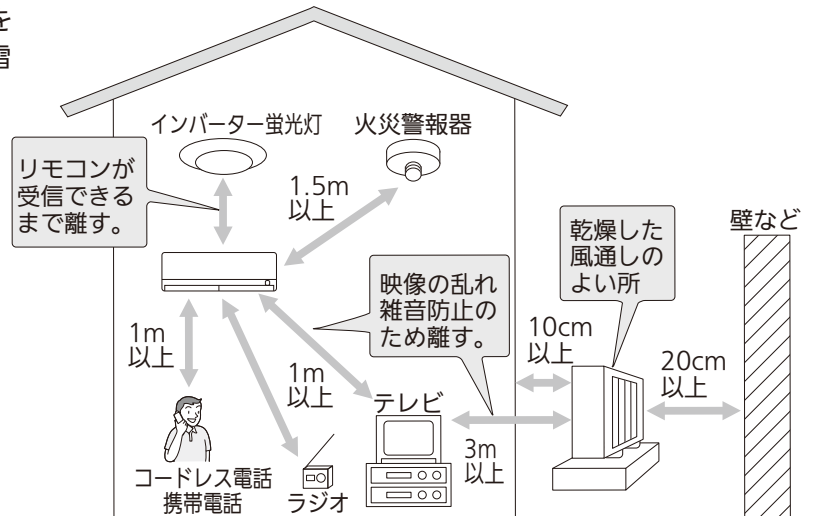 を
インバーター蛍光灯
火災警報器
リモコンが
受信できる
まで離す。
1.5m
以上
乾燥した
風通しの
よい所
壁など
映像の乱れ
雑音防止の
ため離す。
1m
以上
10cm
以上
20cm
以上
1m
以上
テレビ
3m
以上
コードレス電話
携帯電話
ラジオ